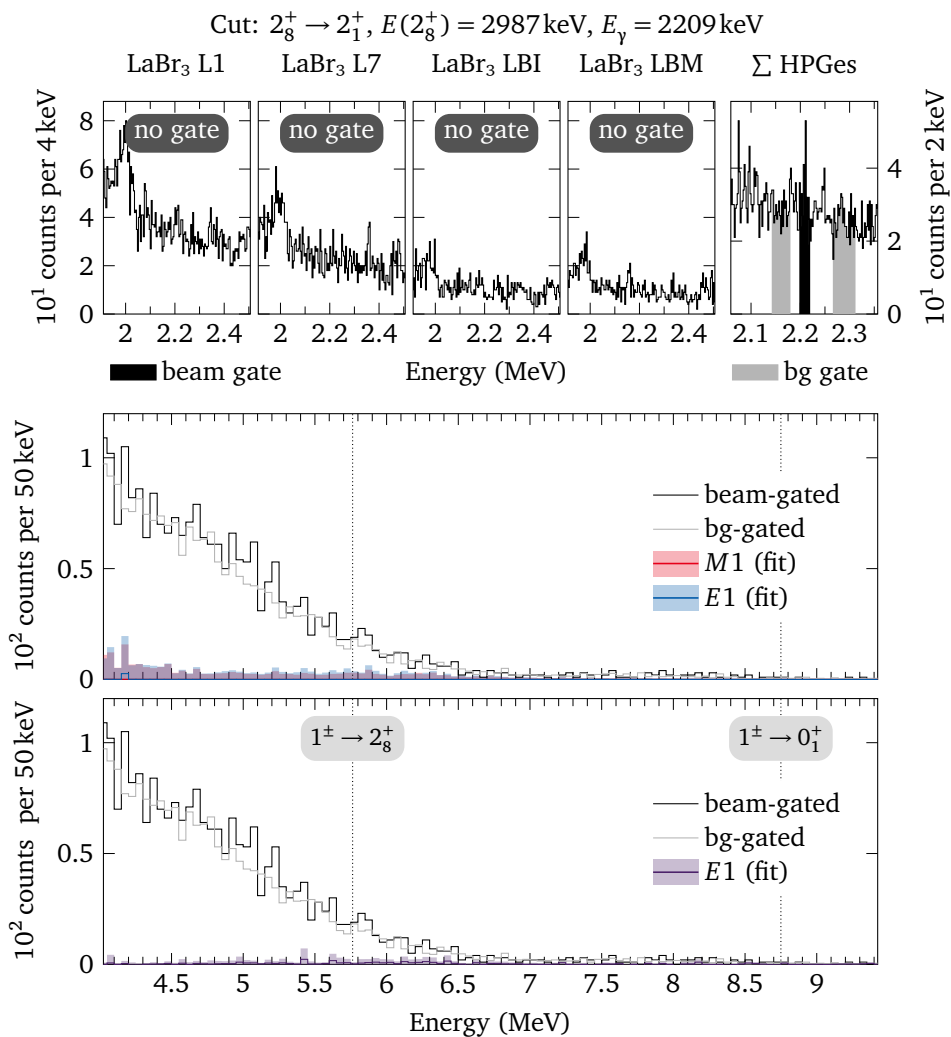 Cut: 2₈⁺ → 2₁⁺, E(2₈⁺) = 2987 keV, Eγ = 2209 keV
LaBr₃ L1 LaBr₃ L7 LaBr₃ LBI LaBr₃ LBM ∑ HPGes
10¹ counts per 4 keV
8
6
4
2
0
no gate no gate no gate no gate
4
2
0
10¹ counts per 2 keV
2 2.2 2.4 2 2.2 2.4 2 2.2 2.4 2 2.2 2.4 2.1 2.2 2.3
beam gate Energy (MeV) bg gate
10² counts per 50 keV
1
0.5
0
beam-gated
bg-gated
M1 (fit)
E1 (fit)
10² counts per 50 keV
1
0.5
0
1± → 2₈⁺ 1± → 0₁⁺
beam-gated
bg-gated
E1 (fit)
4.5 5 5.5 6 6.5 7 7.5 8 8.5 9
Energy (MeV)